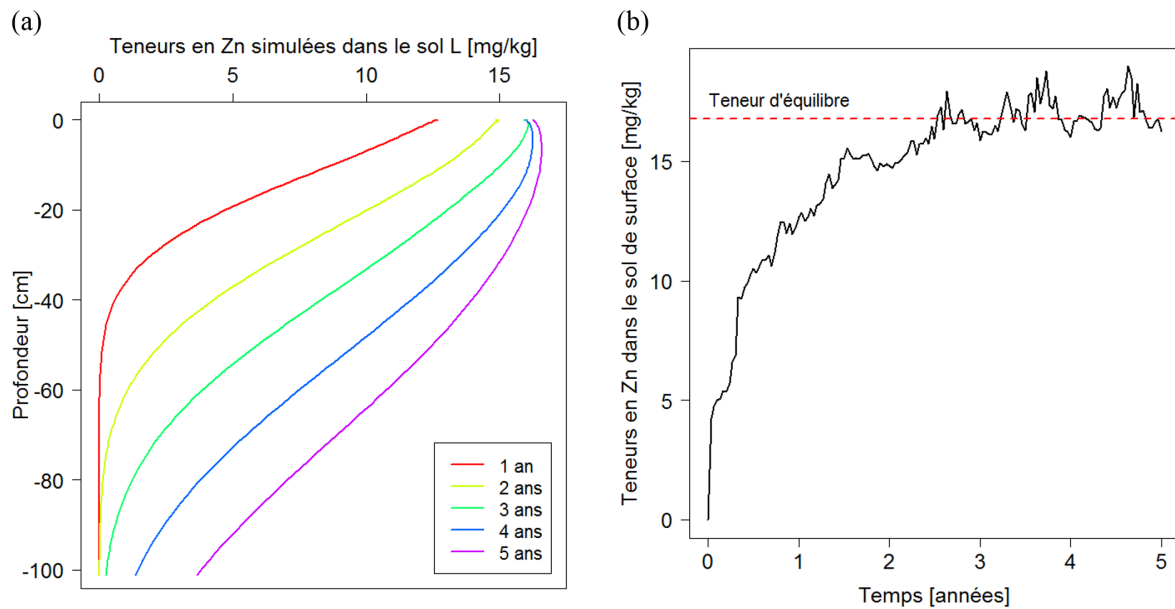 (a)
Teneurs en Zn simulées dans le sol L [mg/kg]
0 5 10 15
Profondeur [cm]
0
-20
-40
-60
-80
-100
1 an
2 ans
3 ans
4 ans
5 ans
(b)
Teneurs en Zn dans le sol de surface [mg/kg]
15
10
5
0
Teneur d'équilibre
0 1 2 3 4 5
Temps [années]